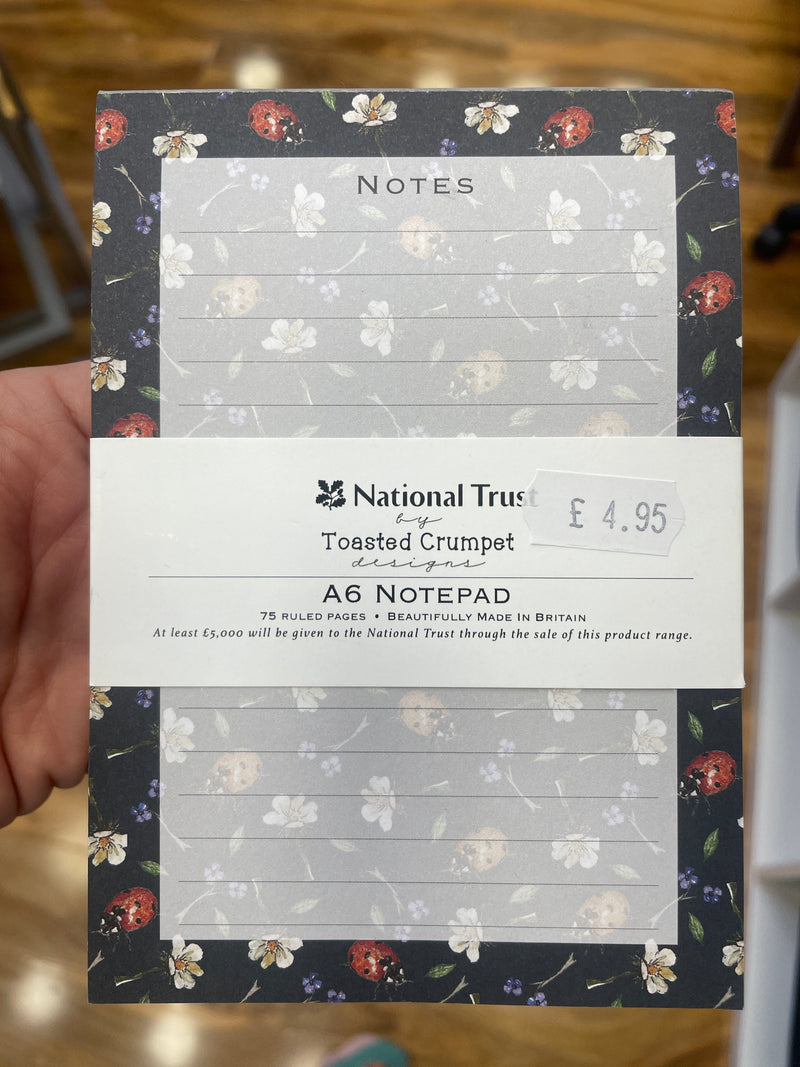 NOTES
National Trust
£ 4.95
by
Toasted Crumpet
designs
A6 NOTEPAD
75 RULED PAGES • BEAUTIFULLY MADE IN BRITAIN
At least £5,000 will be given to the National Trust through the sale of this product range.